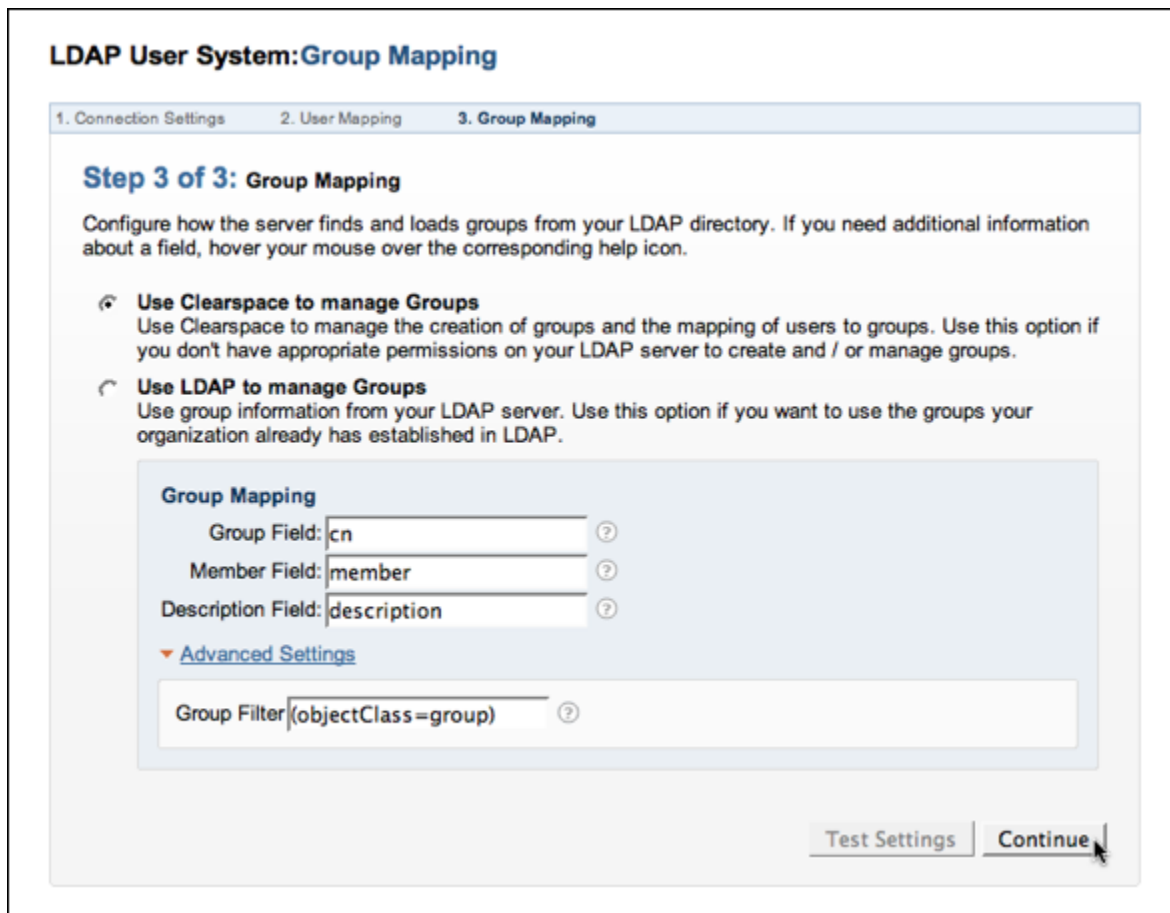 LDAP User System:Group Mapping
1. Connection Settings 2. User Mapping 3. Group Mapping
Step 3 of 3: Group Mapping
Configure how the server finds and loads groups from your LDAP directory. If you need additional information
about a field, hover your mouse over the corresponding help icon.
Use Clearspace to manage Groups
Use Clearspace to manage the creation of groups and the mapping of users to groups. Use this option if
you don't have appropriate permissions on your LDAP server to create and / or manage groups.
Use LDAP to manage Groups
Use group information from your LDAP server. Use this option if you want to use the groups your
organization already has established in LDAP.
Group Mapping
Group Field: cn ?
Member Field: member ?
Description Field: description ?
Advanced Settings
Group Filter (objectClass=group) ?
Test Settings Continue